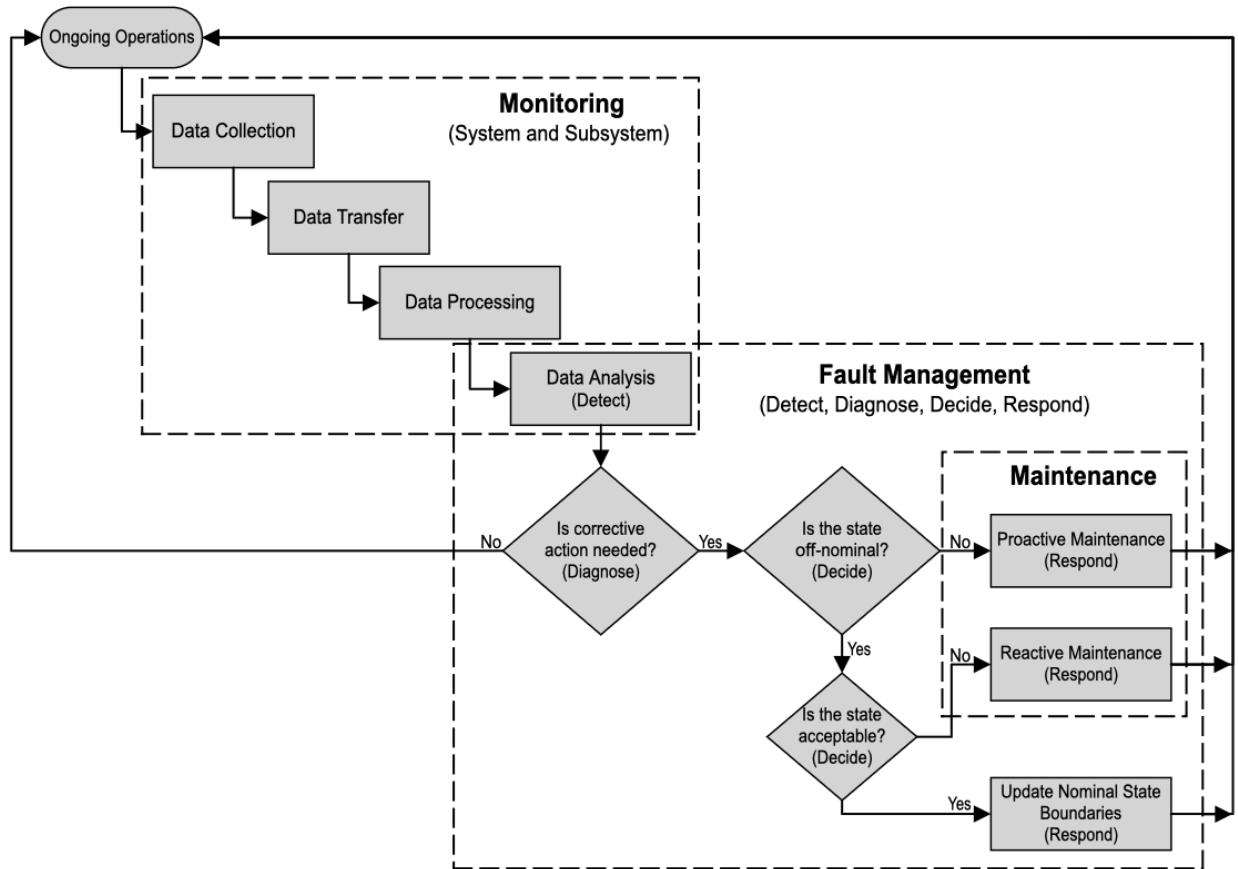 Ongoing Operations
Monitoring
(System and Subsystem)
Data Collection
Data Transfer
Data Processing
Data Analysis
(Detect)
Fault Management
(Detect, Diagnose, Decide, Respond)
Maintenance
Is corrective
action needed?
(Diagnose)
No
Yes
Is the state
off-nominal?
(Decide)
No
Proactive Maintenance
(Respond)
Yes
Is the state
acceptable?
(Decide)
No
Reactive Maintenance
(Respond)
Yes
Update Nominal State
Boundaries
(Respond)